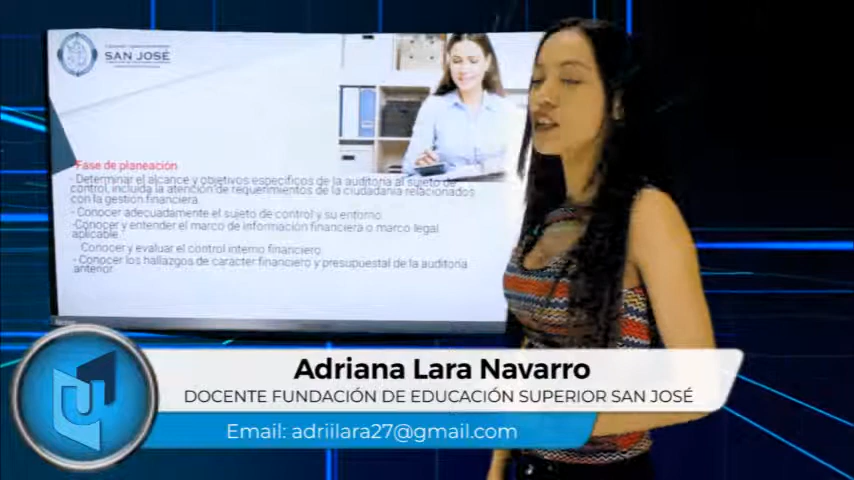 SAN JOSÉ
Fase de planeación
- Determinar el alcance y objetivos específicos de la auditoría al sujeto de
control, incluida la atención de requerimientos de la ciudadanía relacionados
con la gestión financiera.
- Conocer adecuadamente el sujeto de control y su entorno.
-Conocer y entender el marco de información financiera o marco legal
aplicable.
Conocer y evaluar el control interno financiero.
- Conocer los hallazgos de carácter financiero y presupuestal de la auditoría
anterior.
Adriana Lara Navarro
DOCENTE FUNDACIÓN DE EDUCACIÓN SUPERIOR SAN JOSÉ
Email: adriilara27@gmail.com